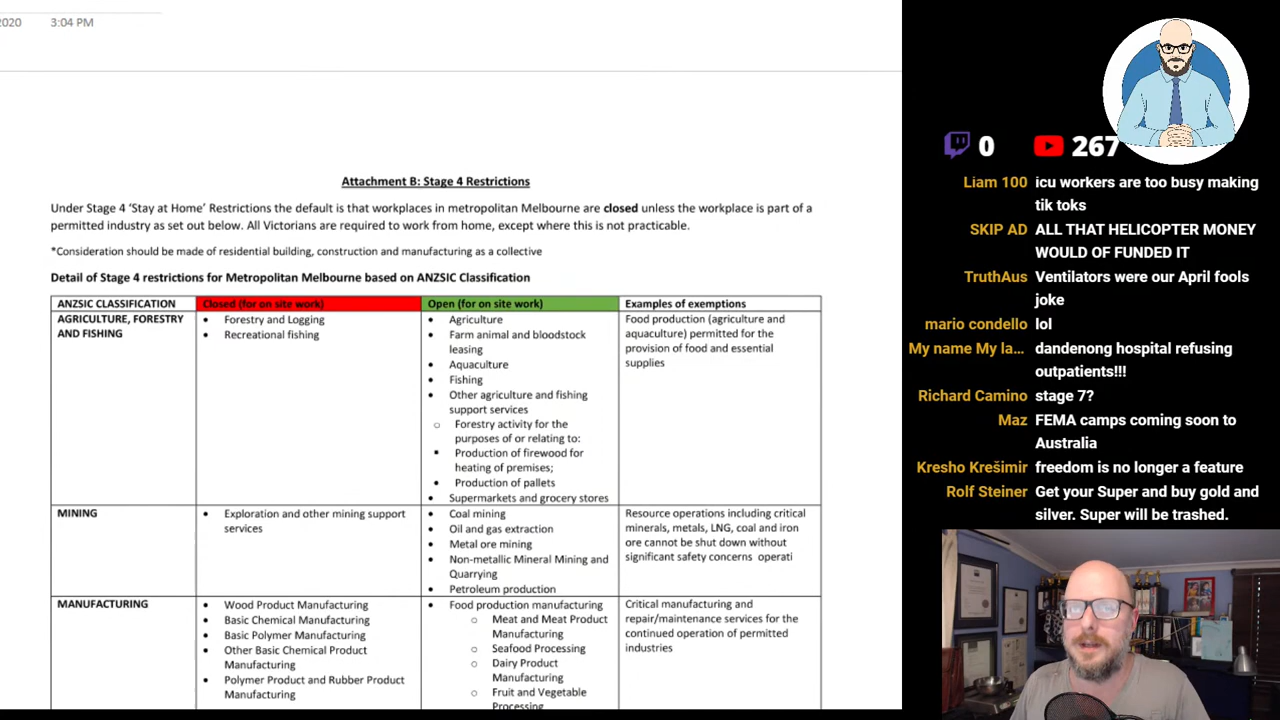 2020
3:04 PM
Attachment B: Stage 4 Restrictions
Under Stage 4 ‘Stay at Home’ Restrictions the default is that workplaces in metropolitan Melbourne are closed unless the workplace is part of a
permitted industry as set out below. All Victorians are required to work from home, except where this is not practicable.
*Consideration should be made of residential building, construction and manufacturing as a collective
Detail of Stage 4 restrictions for Metropolitan Melbourne based on ANZSIC Classification
ANZSIC CLASSIFICATION
Closed (for on site work)
Open (for on site work)
Examples of exemptions
AGRICULTURE, FORESTRY
AND FISHING
• Forestry and Logging
• Recreational fishing
• Agriculture
• Farm animal and bloodstock
leasing
• Aquaculture
• Fishing
• Other agriculture and fishing
support services
o Forestry activity for the
purposes of or relating to:
▪ Production of firewood for
heating of premises;
• Production of pallets
• Supermarkets and grocery stores
Food production (agriculture and
aquaculture) permitted for the
provision of food and essential
supplies
MINING
• Exploration and other mining support
services
• Coal mining
• Oil and gas extraction
• Metal ore mining
• Non-metallic Mineral Mining and
Quarrying
• Petroleum production
Resource operations including critical
minerals, metals, LNG, coal and iron
ore cannot be shut down without
significant safety concerns operati
MANUFACTURING
• Wood Product Manufacturing
• Basic Chemical Manufacturing
• Basic Polymer Manufacturing
• Other Basic Chemical Product
Manufacturing
• Polymer Product and Rubber Product
Manufacturing
• Food production manufacturing
o Meat and Meat Product
Manufacturing
o Seafood Processing
o Dairy Product
Manufacturing
o Fruit and Vegetable
Processing
Critical manufacturing and
repair/maintenance services for the
continued operation of permitted
industries
0
267
Liam 100 icu workers are too busy making
tik toks
SKIP AD ALL THAT HELICOPTER MONEY
WOULD OF FUNDED IT
TruthAus Ventilators were our April fools
joke
mario condello lol
My name My la... dandenong hospital refusing
outpatients!!!
Richard Camino stage 7?
Maz FEMA camps coming soon to
Australia
Kresho Krešimir freedom is no longer a feature
Rolf Steiner Get your Super and buy gold and
silver. Super will be trashed.